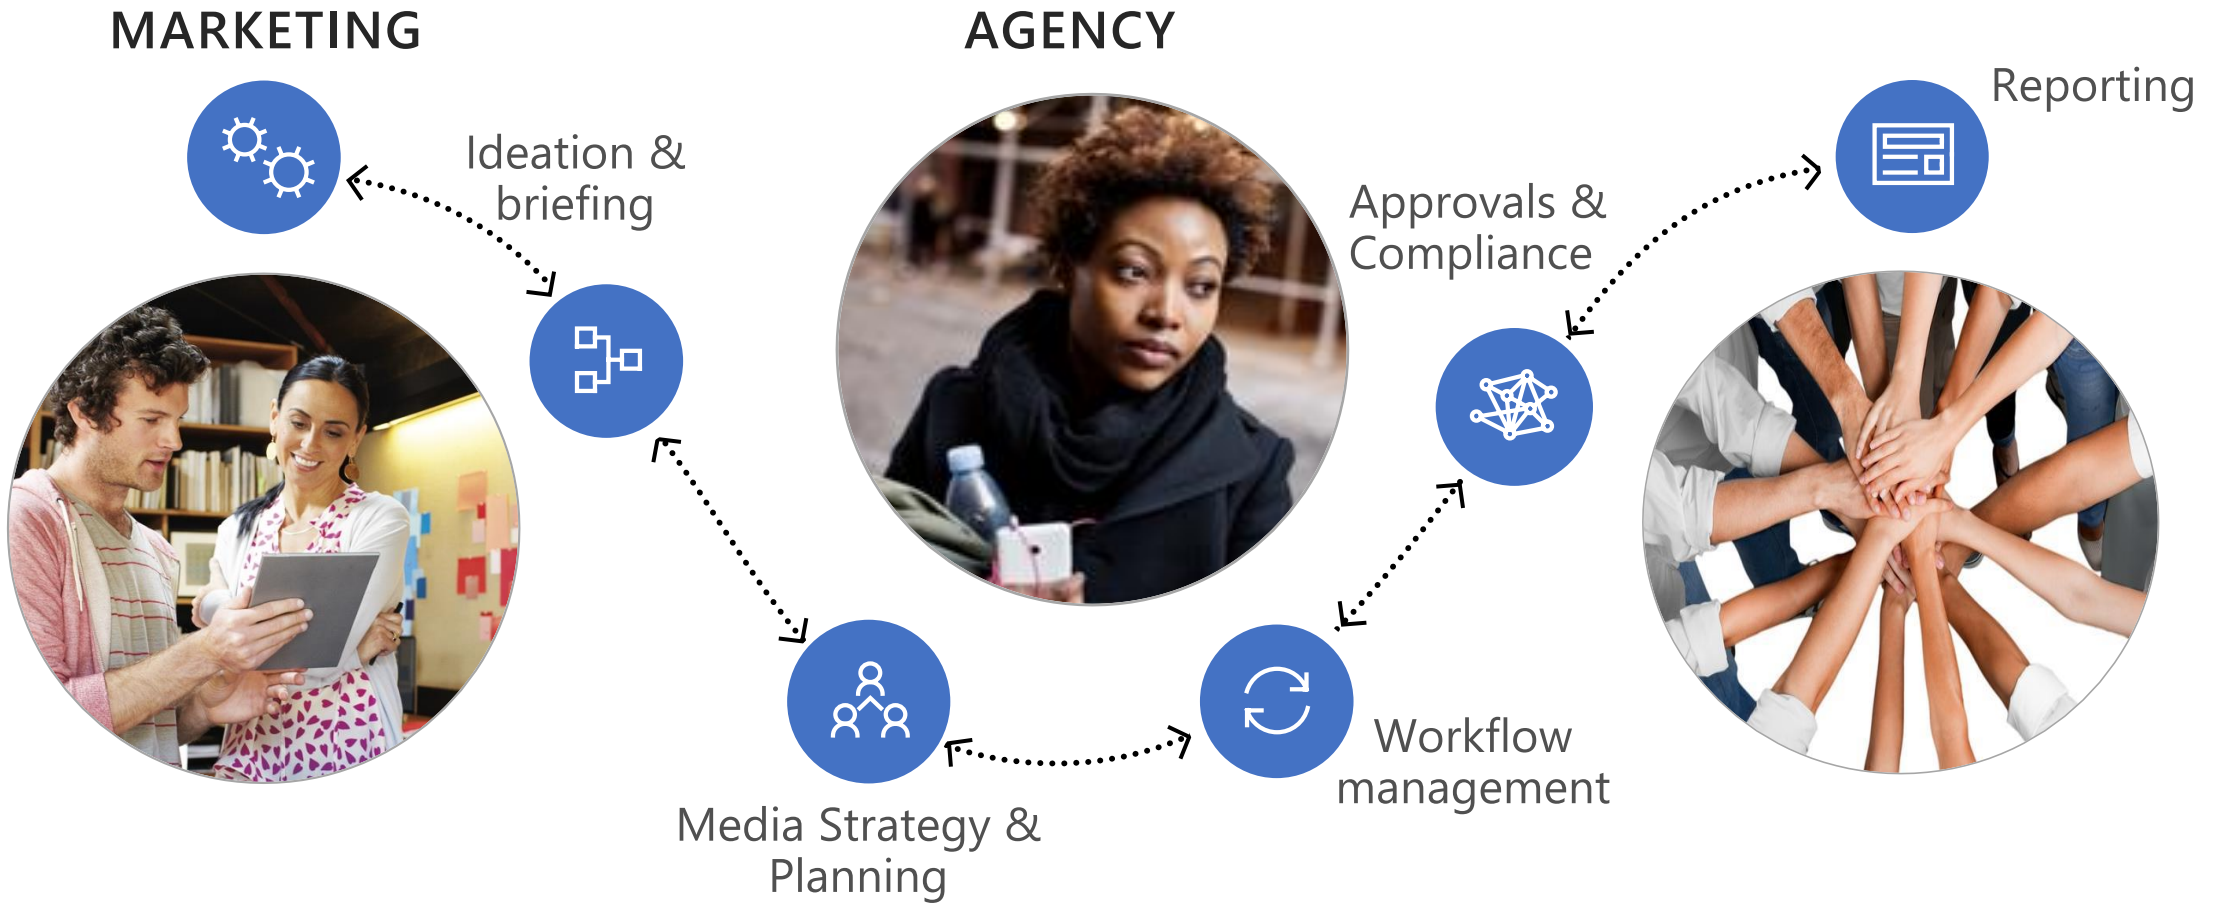 MARKETING
AGENCY
Reporting
Ideation &
briefing
Approvals &
Compliance
Workflow
management
Media Strategy &
Planning